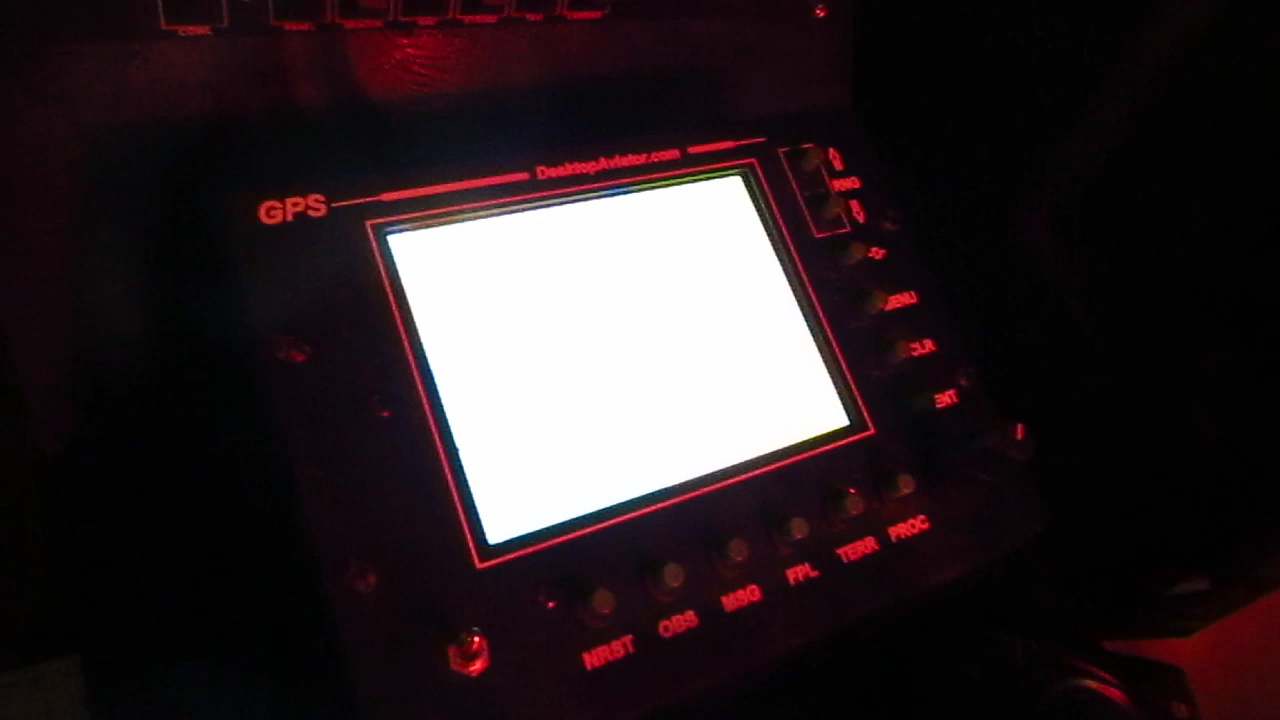 DesktopAviator.com
GPS
RNG
MENU
CLR
ENT
NRST
OBS
MSG
FPL
TERR
PROC